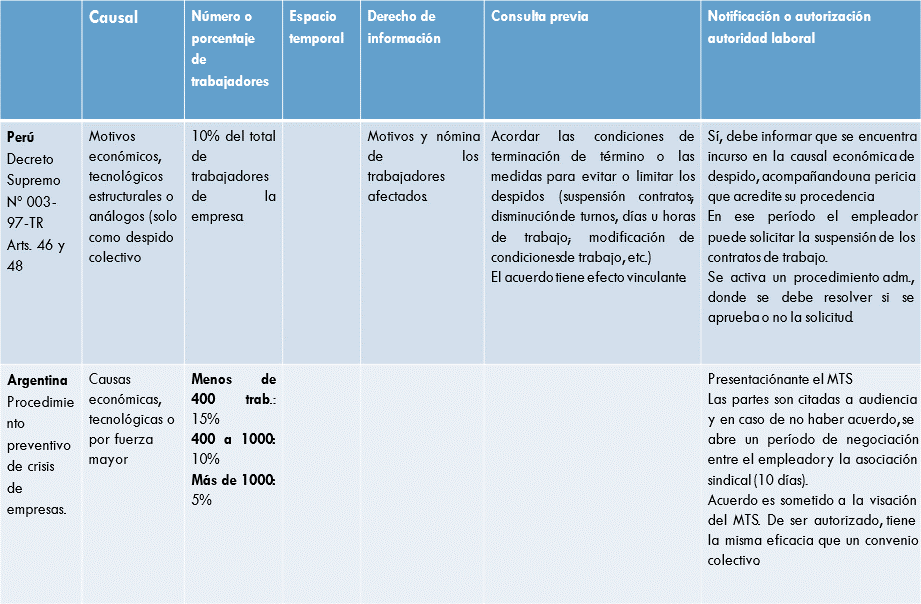 Causal
Número o
porcentaje
de
trabajadores
Espacio
temporal
Derecho de
información
Consulta previa
Notificación o autorización
autoridad laboral
Perú
Decreto
Supremo
N° 003-
97-TR
Arts. 46 y
48
Motivos
económicos,
tecnológicos
estructurales o
análogos (solo
como despido
colectivo
10% del total
de
trabajadores
de la
empresa.
Motivos y nómina
de los
trabajadores
afectados.
Acordar las condiciones de
terminación de término o las
medidas para evitar o limitar los
despidos (suspensión contratos,
disminución de turnos, días u horas
de trabajo; modificación de
condiciones de trabajo, etc.)
El acuerdo tiene efecto vinculante.
Sí, debe informar que se encuentra
incurso en la causal económica de
despido, acompañando una pericia
que acredite su procedencia
En ese período el empleador
puede solicitar la suspensión de los
contratos de trabajo.
Se activa un procedimiento adm.,
donde se debe resolver si se
aprueba o no la solicitud.
Argentina
Procedimie
nto
preventivo
de crisis
de
empresas.
Causas
económicas,
tecnológicas o
por fuerza
mayor
Menos de
400 trab.:
15%
400 a 1000:
10%
Más de 1000:
5%
Presentación ante el MTS
Las partes son citadas a audiencia
y en caso de no haber acuerdo, se
abre un período de negociación
entre el empleador y la asociación
sindical (10 días).
Acuerdo es sometido a la visación
del MTS. De ser autorizado, tiene
la misma eficacia que un convenio
colectivo.